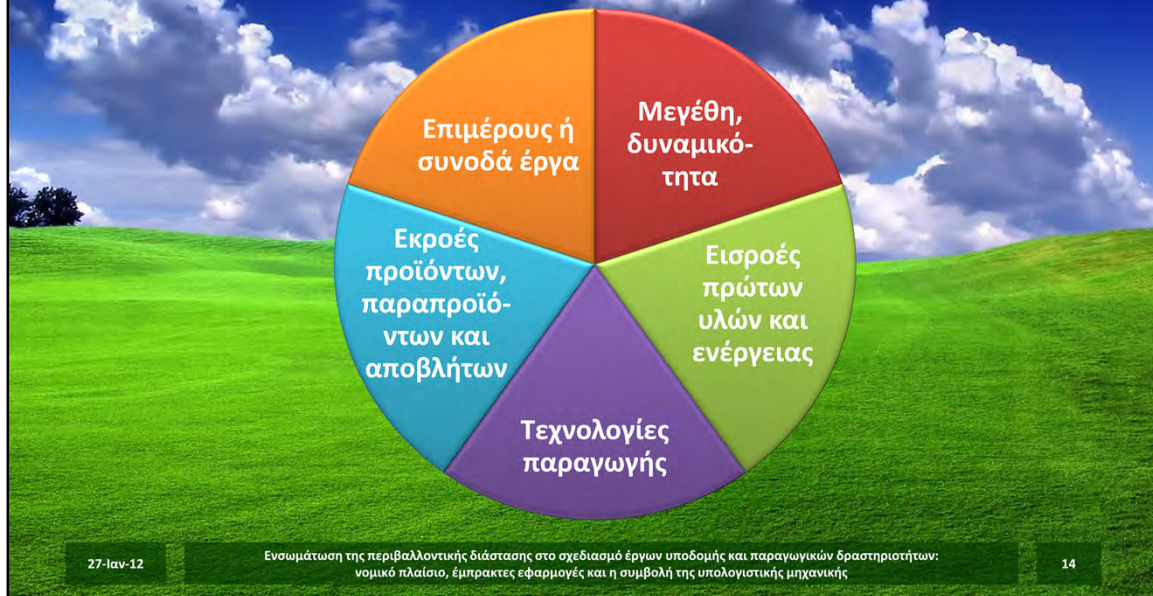 Επιμέρους ή
συνοδά έργα
Μεγέθη,
δυναμικό-
τητα
Εκροές
προϊόντων,
παραπροϊό-
ντων και
αποβλήτων
Εισροές
πρώτων
υλών και
ενέργειας
Τεχνολογίες
παραγωγής
27-Ιαν-12
Ενσωμάτωση της περιβαλλοντικής διάστασης στο σχεδιασμό έργων υποδομής και παραγωγικών δραστηριοτήτων:
νομικό πλαίσιο, έμπρακτες εφαρμογές και η συμβολή της υπολογιστικής μηχανικής
14